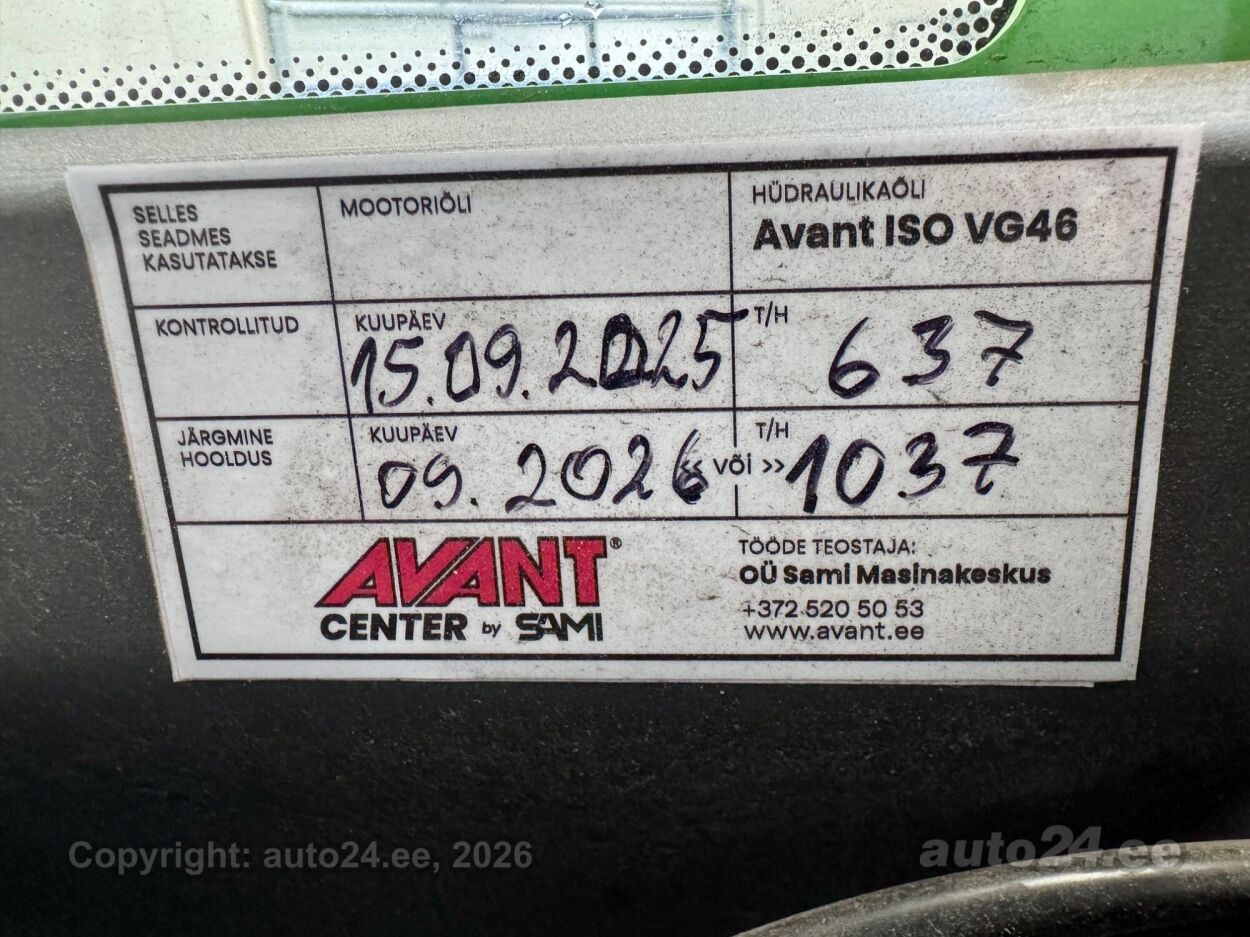 SELLES
SEADMES
KASUTATAKSE
MOOTORIÕLI
HÜDRAULIKAÕLI
Avant ISO VG46
KONTROLLITUD
KUUPÄEV
15.09.2025
T/H
637
JÄRGMINE
HOOLDUS
KUUPÄEV
09.2026
« või »
T/H
1037
AVANT®
CENTER by SAMI
TÖÖDE TEOSTAJA:
OÜ Sami Masinakeskus
+372 520 50 53
www.avant.ee
Copyright: auto24.ee, 2026
auto24.ee